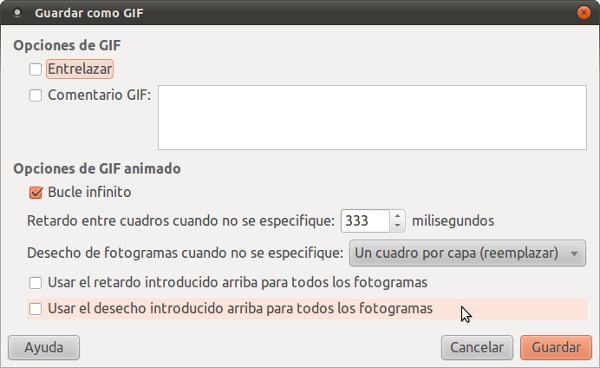 Guardar como GIF
Opciones de GIF
Entrelazar
Comentario GIF:
Opciones de GIF animado
Bucle infinito
Retardo entre cuadros cuando no se especifique: 333 milisegundos
Desecho de fotogramas cuando no se especifique: Un cuadro por capa (reemplazar)
Usar el retardo introducido arriba para todos los fotogramas
Usar el desecho introducido arriba para todos los fotogramas
Ayuda Cancelar Guardar